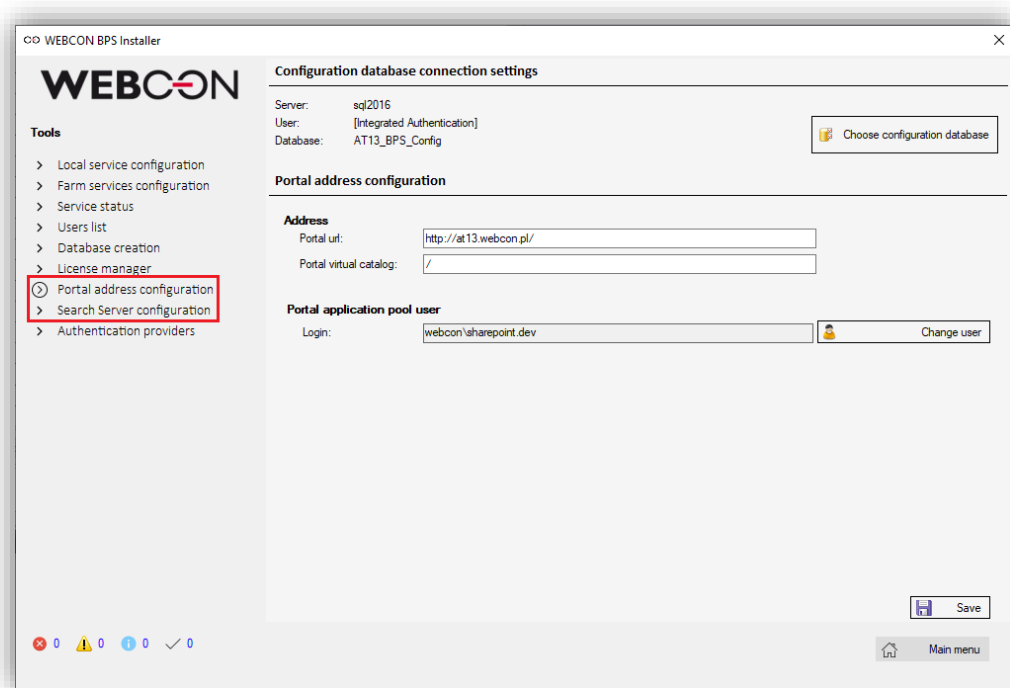 WEBCON BPS Installer
WEBCON
Tools
Local service configuration
Farm services configuration
Service status
Users list
Database creation
License manager
Portal address configuration
Search Server configuration
Authentication providers
Configuration database connection settings
Server: sql2016
User: [Integrated Authentication]
Database: AT13_BPS_Config
Choose configuration database
Portal address configuration
Address
Portal url: http://at13.webcon.pl/
Portal virtual catalog: /
Portal application pool user
Login: webcon\sharepoint.dev
Change user
Save
0 0 0 0
Main menu